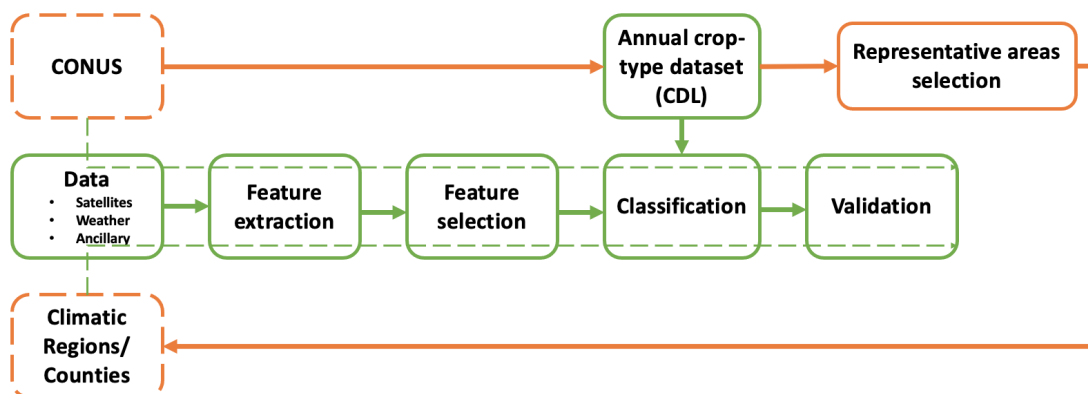 CONUS
Annual crop-
type dataset
(CDL)
Representative areas
selection
Data
• Satellites
• Weather
• Ancillary
Feature
extraction
Feature
selection
Classification
Validation
Climatic
Regions/
Counties